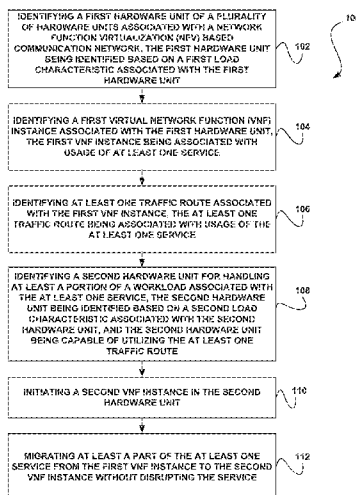 IDENTIFYING A FIRST HARDWARE UNIT OF A PLURALITY
OF HARDWARE UNITS ASSOCIATED WITH A NETWORK
FUNCTION VIRTUALIZATION (NFV) BASED
COMMUNICATION NETWORK, THE FIRST HARDWARE UNIT
BEING IDENTIFIED BASED ON A FIRST LOAD
CHARACTERISTIC ASSOCIATED WITH THE FIRST
HARDWARE UNIT
102
IDENTIFYING A FIRST VIRTUAL NETWORK FUNCTION (VNF)
INSTANCE ASSOCIATED WITH THE FIRST HARDWARE UNIT,
THE FIRST VNF INSTANCE BEING ASSOCIATED WITH
USAGE OF AT LEAST ONE SERVICE
104
IDENTIFYING AT LEAST ONE TRAFFIC ROUTE ASSOCIATED
WITH THE FIRST VNF INSTANCE, THE AT LEAST ONE
TRAFFIC ROUTE BEING ASSOCIATED WITH USAGE OF THE
AT LEAST ONE SERVICE
106
IDENTIFYING A SECOND HARDWARE UNIT FOR HANDLING
AT LEAST A PORTION OF A WORKLOAD ASSOCIATED WITH
THE AT LEAST ONE SERVICE, THE SECOND HARDWARE
UNIT BEING IDENTIFIED BASED ON A SECOND LOAD
CHARACTERISTIC ASSOCIATED WITH THE SECOND
HARDWARE UNIT, AND THE SECOND HARDWARE UNIT
BEING CAPABLE OF UTILIZING THE AT LEAST ONE
TRAFFIC ROUTE
108
INITIATING A SECOND VNF INSTANCE IN THE SECOND
HARDWARE UNIT
110
MIGRATING AT LEAST A PART OF THE AT LEAST ONE
SERVICE FROM THE FIRST VNF INSTANCE TO THE SECOND
VNF INSTANCE WITHOUT DISRUPTING THE SERVICE
112